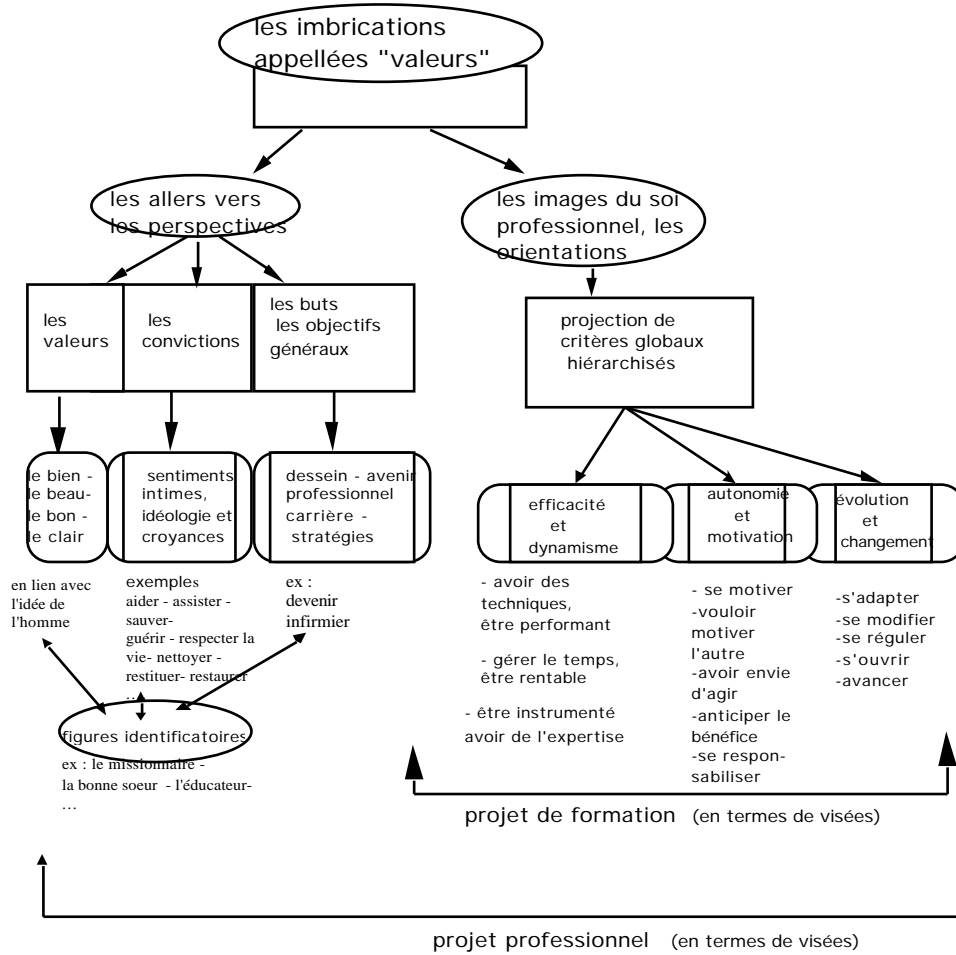 les imbrications
appellées "valeurs"
les allers vers
les perspectives
les images du soi
professionnel, les
orientations
les
valeurs
les
convictions
les buts
les objectifs
généraux
projection de
critères globaux
hiérarchisés
le bien -
le beau-
le bon -
le clair
sentiments
intimes,
idéologie et
croyances
dessein - avenir
professionnel
carrière -
stratégies
efficacité
et
dynamisme
autonomie
et
motivation
évolution
et
changement
en lien avec
l'idée de
l'homme
exemples
aider - assister -
sauver-
guérir - respecter la
vie- nettoyer -
restituer- restaurer
...
ex :
devenir
infirmier
- avoir des
techniques,
être performant
- gérer le temps,
être rentable
- être instrumenté
avoir de l'expertise
- se motiver
-vouloir
motiver
l'autre
-avoir envie
d'agir
-anticiper le
bénéfice
-se respon-
sabiliser
-s'adapter
-se modifier
-se réguler
-s'ouvrir
-avancer
figures identificatoires
ex : le missionnaire -
la bonne soeur - l'éducateur-
...
projet de formation (en termes de visées)
projet professionnel (en termes de visées)